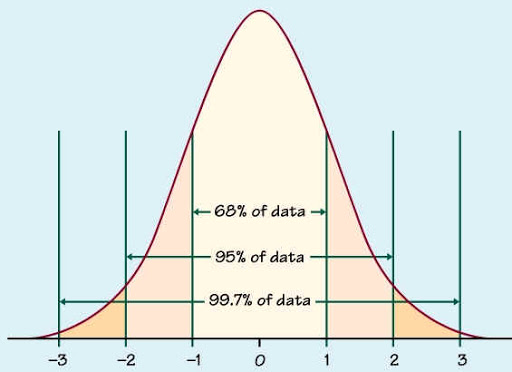 68% of data
95% of data
99.7% of data
−3 −2 −1 0 1 2 3